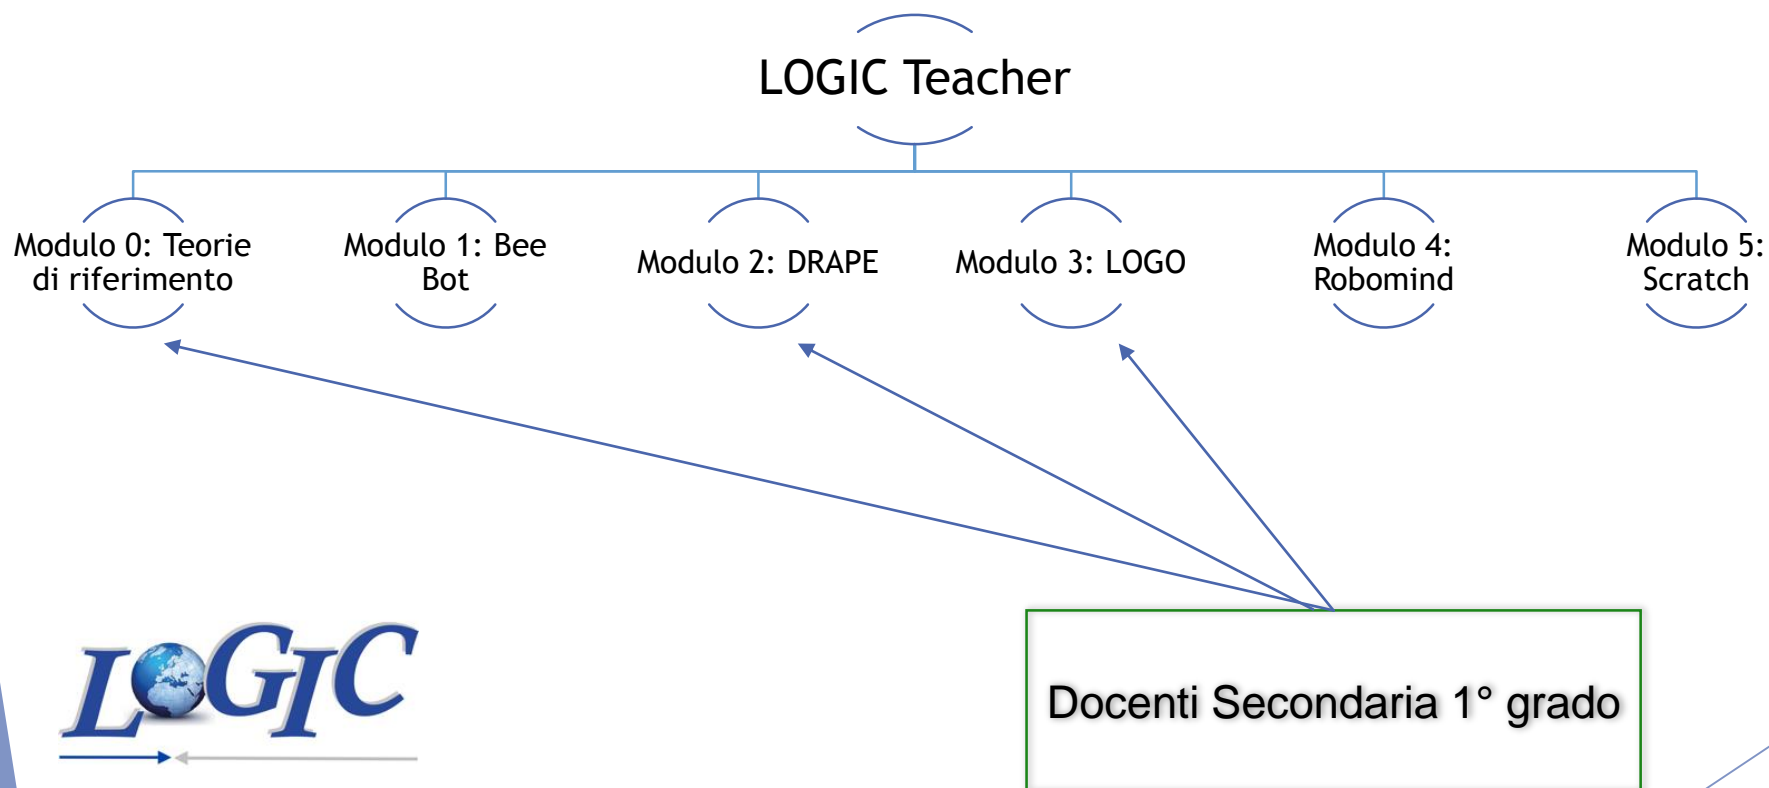 LOGIC Teacher
Modulo 0: Teorie
di riferimento
Modulo 1: Bee
Bot
Modulo 2: DRAPE
Modulo 3: LOGO
Modulo 4:
Robomind
Modulo 5:
Scratch
LOGIC
Docenti Secondaria 1° grado